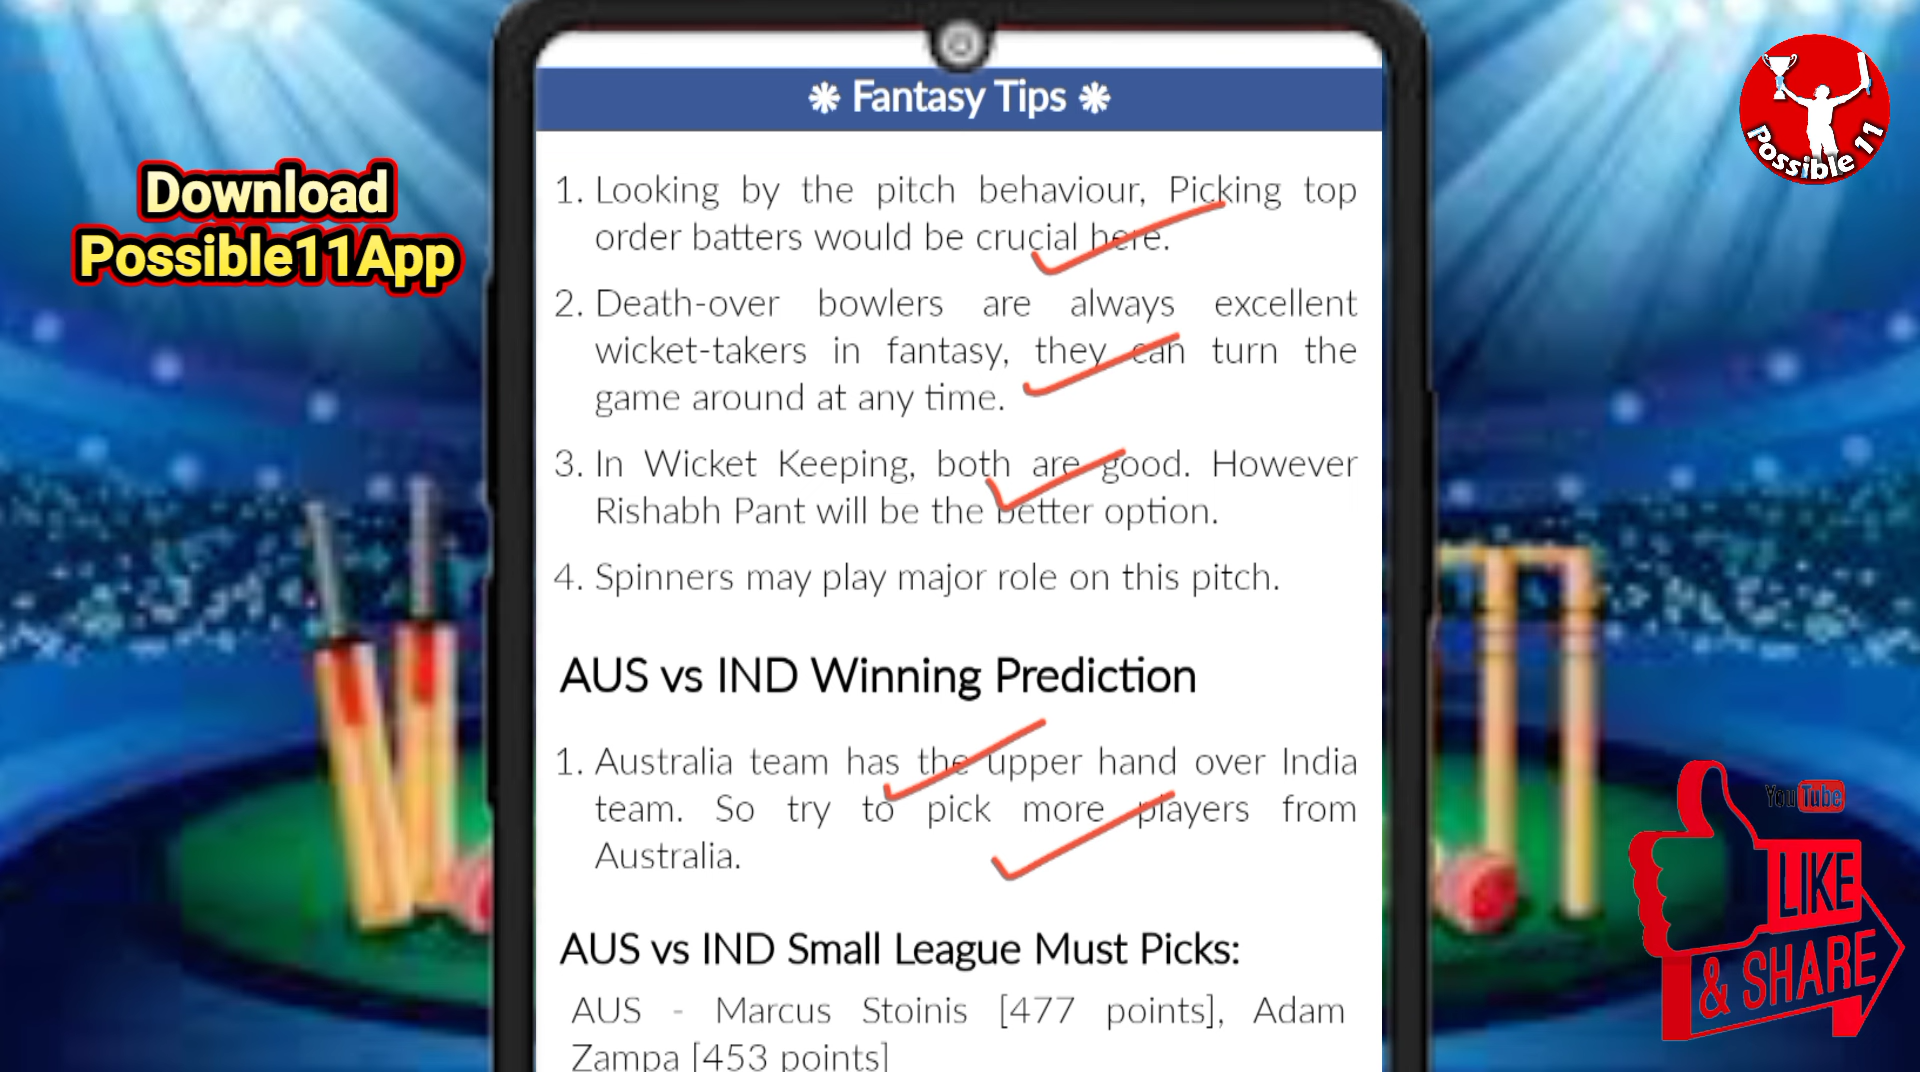 ❋ Fantasy Tips ❋
Download
Possible11App
Possible 11
1. Looking by the pitch behaviour, Picking top
order batters would be crucial here.
2. Death-over bowlers are always excellent
wicket-takers in fantasy, they can turn the
game around at any time.
3. In Wicket Keeping, both are good. However
Rishabh Pant will be the better option.
4. Spinners may play major role on this pitch.
AUS vs IND Winning Prediction
1. Australia team has the upper hand over India
team. So try to pick more players from
Australia.
YouTube
LIKE
& SHARE
AUS vs IND Small League Must Picks:
AUS - Marcus Stoinis [477 points], Adam
Zampa [453 points]